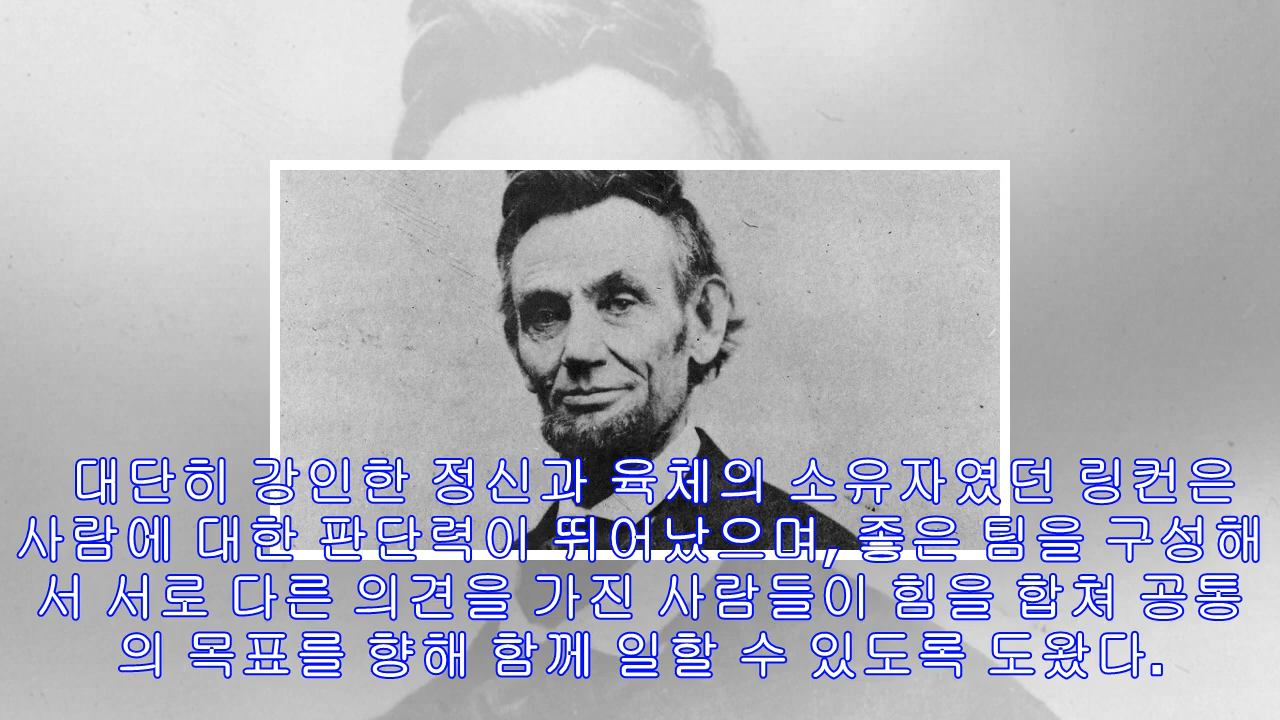 대단히 강인한 정신과 육체의 소유자였던 링컨은
사람에 대한 판단력이 뛰어났으며, 좋은 팀을 구성해
서 서로 다른 의견을 가진 사람들이 힘을 합쳐 공통
의 목표를 향해 함께 일할 수 있도록 도왔다.